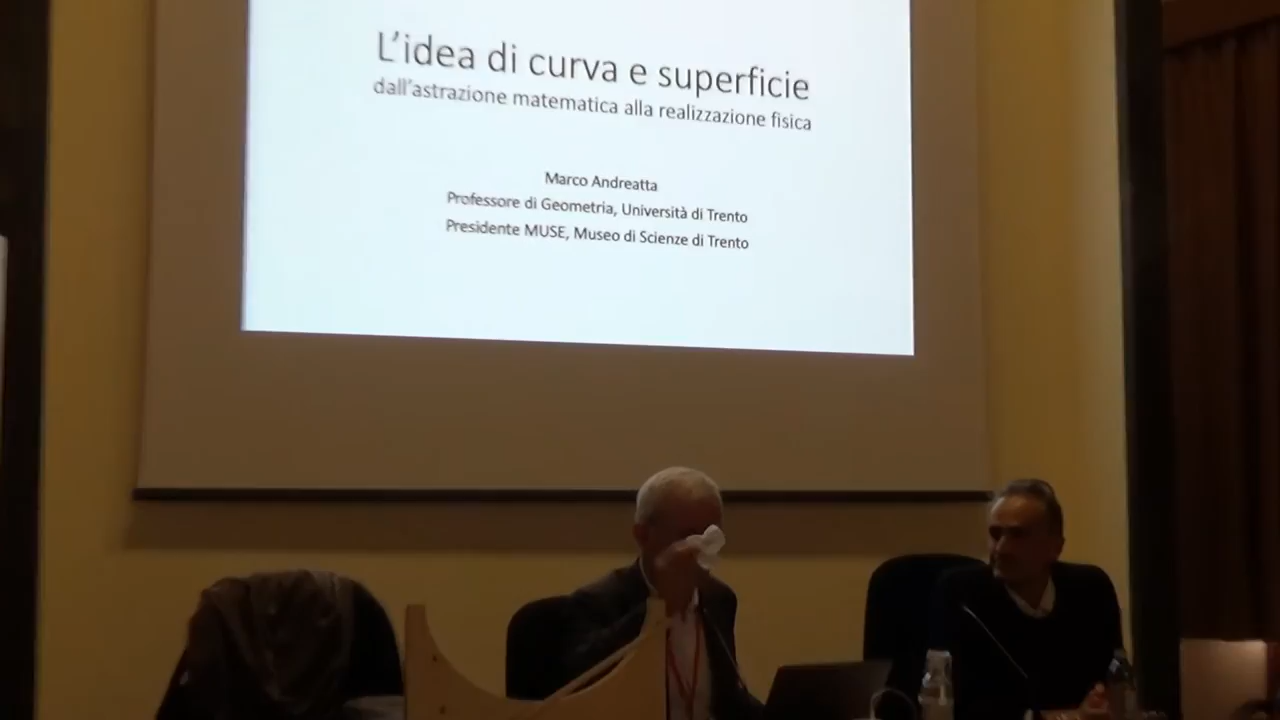 L'idea di curva e superficie
dall'astrazione matematica alla realizzazione fisica
Marco Andreatta
Professore di Geometria, Università di Trento
Presidente MUSE, Museo di Scienze di Trento